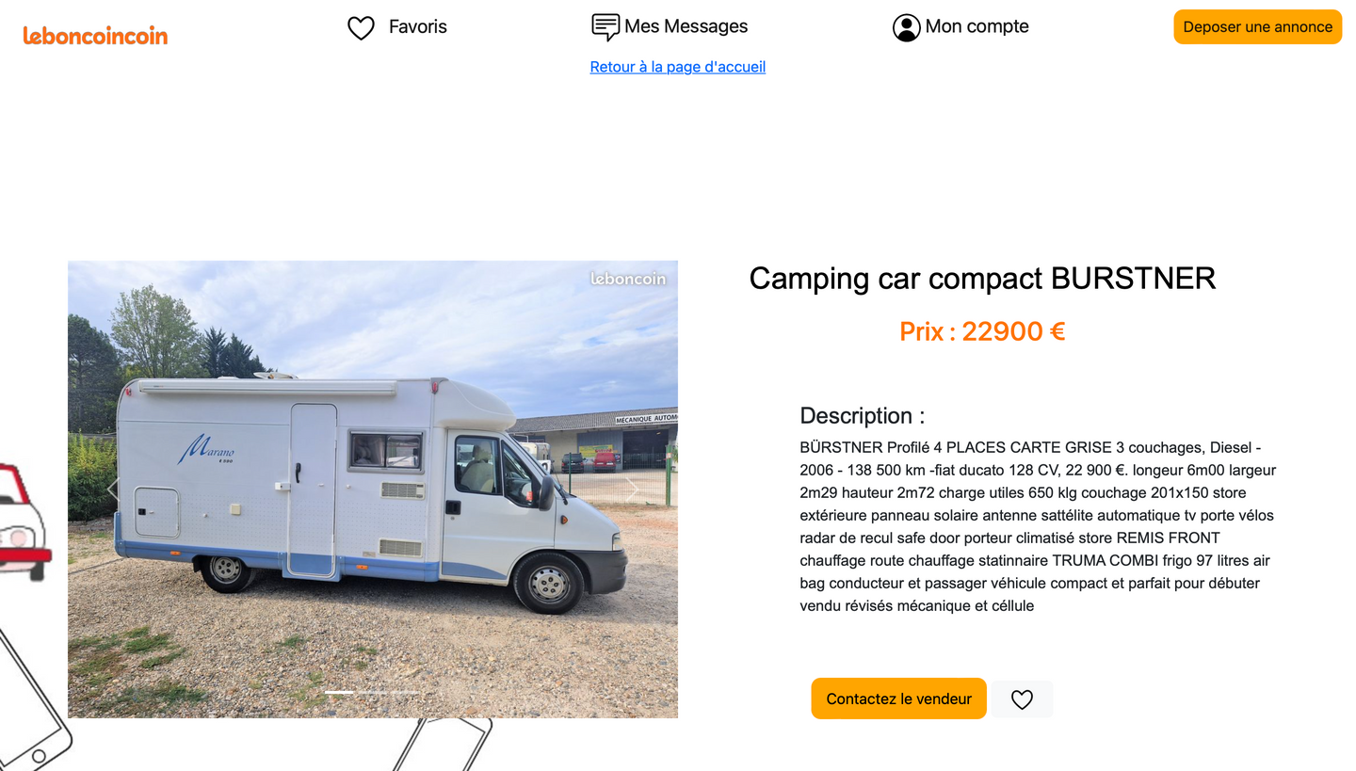 leboncoincoin
Favoris
Mes Messages
Mon compte
Deposer une annonce
Retour à la page d'accueil
leboncoin
Camping car compact BURSTNER
Prix : 22900 €
MÉCANIQUE AUTOM
Marano
Description :
BÜRSTNER Profilé 4 PLACES CARTE GRISE 3 couchages, Diesel -
2006 - 138 500 km -fiat ducato 128 CV, 22 900 €. longeur 6m00 largeur
2m29 hauteur 2m72 charge utiles 650 klg couchage 201x150 store
extérieure panneau solaire antenne sattélite automatique tv porte vélos
radar de recul safe door porteur climatisé store REMIS FRONT
chauffage route chauffage statinnaire TRUMA COMBI frigo 97 litres air
bag conducteur et passager véhicule compact et parfait pour débuter
vendu révisés mécanique et céllule
Contactez le vendeur